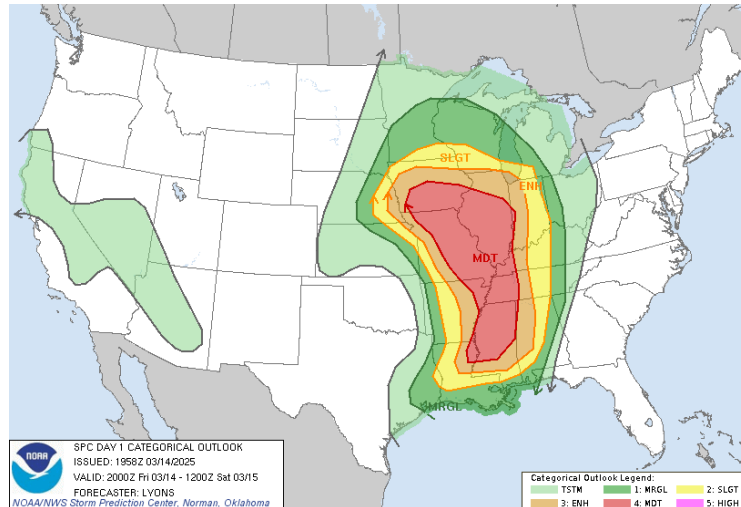 SLGT
ENH
MDT
MRGL
NOAA
SPC DAY 1 CATEGORICAL OUTLOOK
ISSUED: 1958Z 03/14/2025
VALID: 2000Z Fri 03/14 - 1200Z Sat 03/15
FORECASTER: LYONS
NOAA/NWS Storm Prediction Center, Norman, Oklahoma
Categorical Outlook Legend:
TSTM 1: MRGL 2: SLGT
3: ENH 4: MDT 5: HIGH